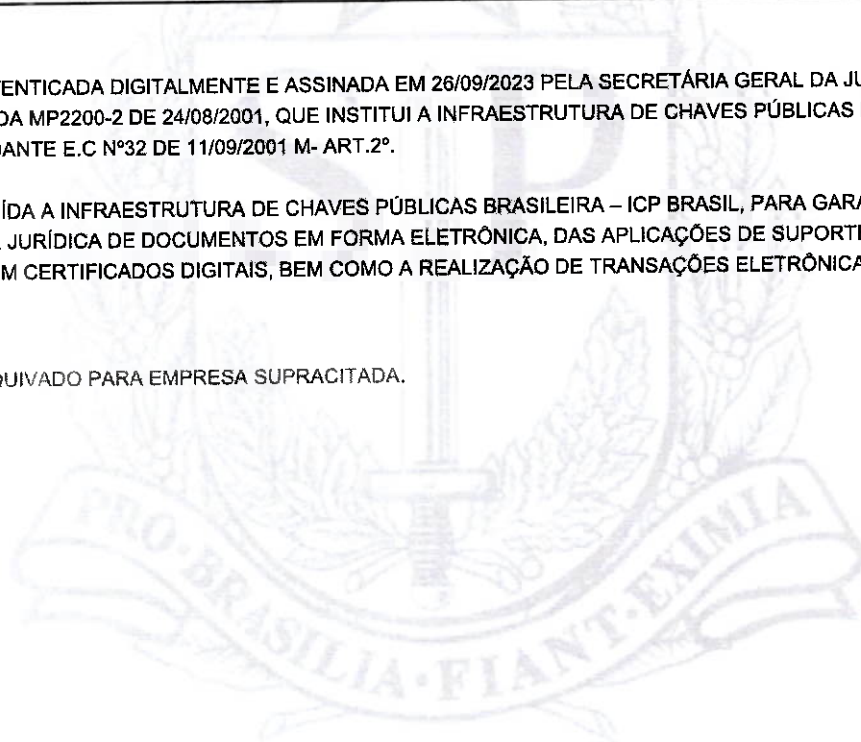 TENTICADA DIGITALMENTE E ASSINADA EM 26/09/2023 PELA SECRETÁRIA GERAL DA JU
DA MP2200-2 DE 24/08/2001, QUE INSTITUI A INFRAESTRUTURA DE CHAVES PÚBLICAS
DANTE E.C Nº32 DE 11/09/2001 M- ART.2º.
ÍDA A INFRAESTRUTURA DE CHAVES PÚBLICAS BRASILEIRA – ICP BRASIL, PARA GARA
JURÍDICA DE DOCUMENTOS EM FORMA ELETRÔNICA, DAS APLICAÇÕES DE SUPORT
M CERTIFICADOS DIGITAIS, BEM COMO A REALIZAÇÃO DE TRANSAÇÕES ELETRÔNICA
QUIVADO PARA EMPRESA SUPRACITADA.
SP
PRO·BRASILIA·FIANT·EXIMIA